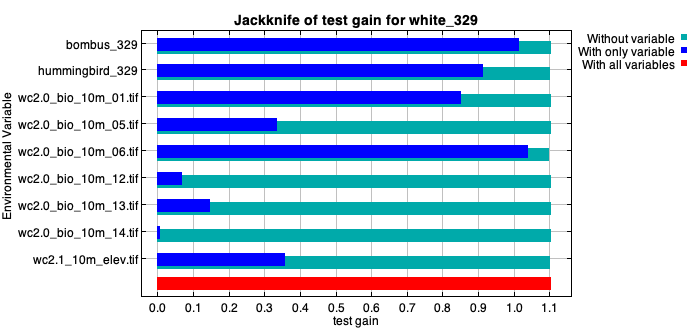 Jackknife of test gain for white_329
Without variable
With only variable
With all variables
Environmental Variable
bombus_329
hummingbird_329
wc2.0_bio_10m_01.tif
wc2.0_bio_10m_05.tif
wc2.0_bio_10m_06.tif
wc2.0_bio_10m_12.tif
wc2.0_bio_10m_13.tif
wc2.0_bio_10m_14.tif
wc2.1_10m_elev.tif
0.0 0.1 0.2 0.3 0.4 0.5 0.6 0.7 0.8 0.9 1.0 1.1
test gain